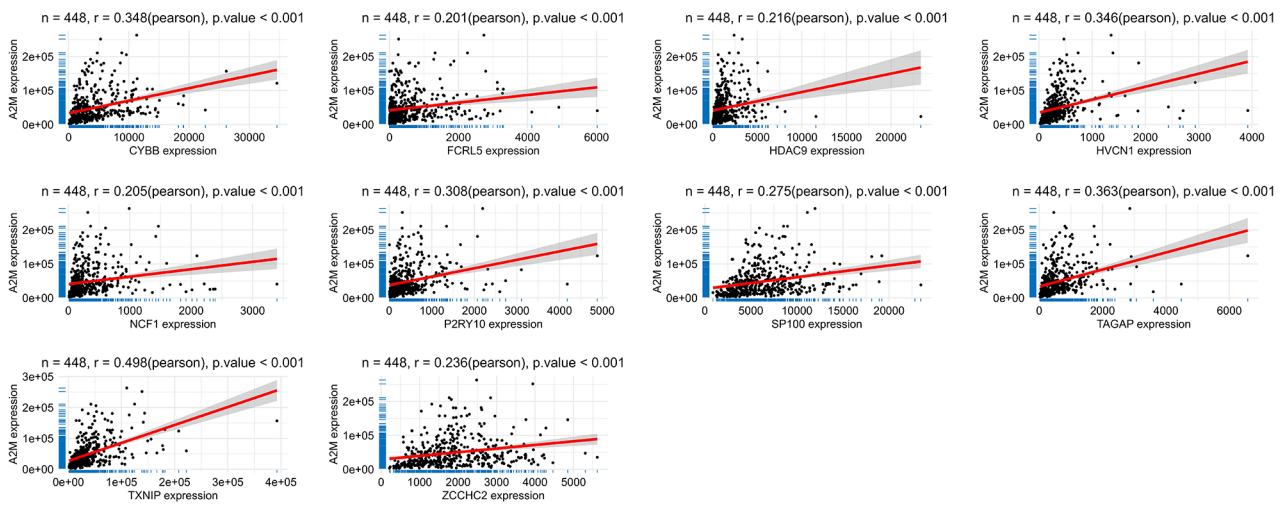 n = 448, r = 0.348(pearson), p.value < 0.001
A2M expression
2e+05
1e+05
0e+00
0 10000 20000 30000
CYBB expression
n = 448, r = 0.201(pearson), p.value < 0.001
A2M expression
2e+05
1e+05
0e+00
0 2000 4000 6000
FCRL5 expression
n = 448, r = 0.216(pearson), p.value < 0.001
A2M expression
2e+05
1e+05
0e+00
0 5000 10000 15000 20000
HDAC9 expression
n = 448, r = 0.346(pearson), p.value < 0.001
A2M expression
2e+05
1e+05
0e+00
0 1000 2000 3000 4000
HVCN1 expression
n = 448, r = 0.205(pearson), p.value < 0.001
A2M expression
2e+05
1e+05
0e+00
0 1000 2000 3000
NCF1 expression
n = 448, r = 0.308(pearson), p.value < 0.001
A2M expression
2e+05
1e+05
0e+00
0 1000 2000 3000 4000 5000
P2RY10 expression
n = 448, r = 0.275(pearson), p.value < 0.001
A2M expression
2e+05
1e+05
0e+00
0 5000 10000 15000 20000
SP100 expression
n = 448, r = 0.363(pearson), p.value < 0.001
A2M expression
2e+05
1e+05
0e+00
0 2000 4000 6000
TAGAP expression
n = 448, r = 0.498(pearson), p.value < 0.001
A2M expression
3e+05
2e+05
1e+05
0e+00
0e+00 1e+05 2e+05 3e+05 4e+05
TXNIP expression
n = 448, r = 0.236(pearson), p.value < 0.001
A2M expression
2e+05
1e+05
0e+00
0 1000 2000 3000 4000 5000
ZCCHC2 expression